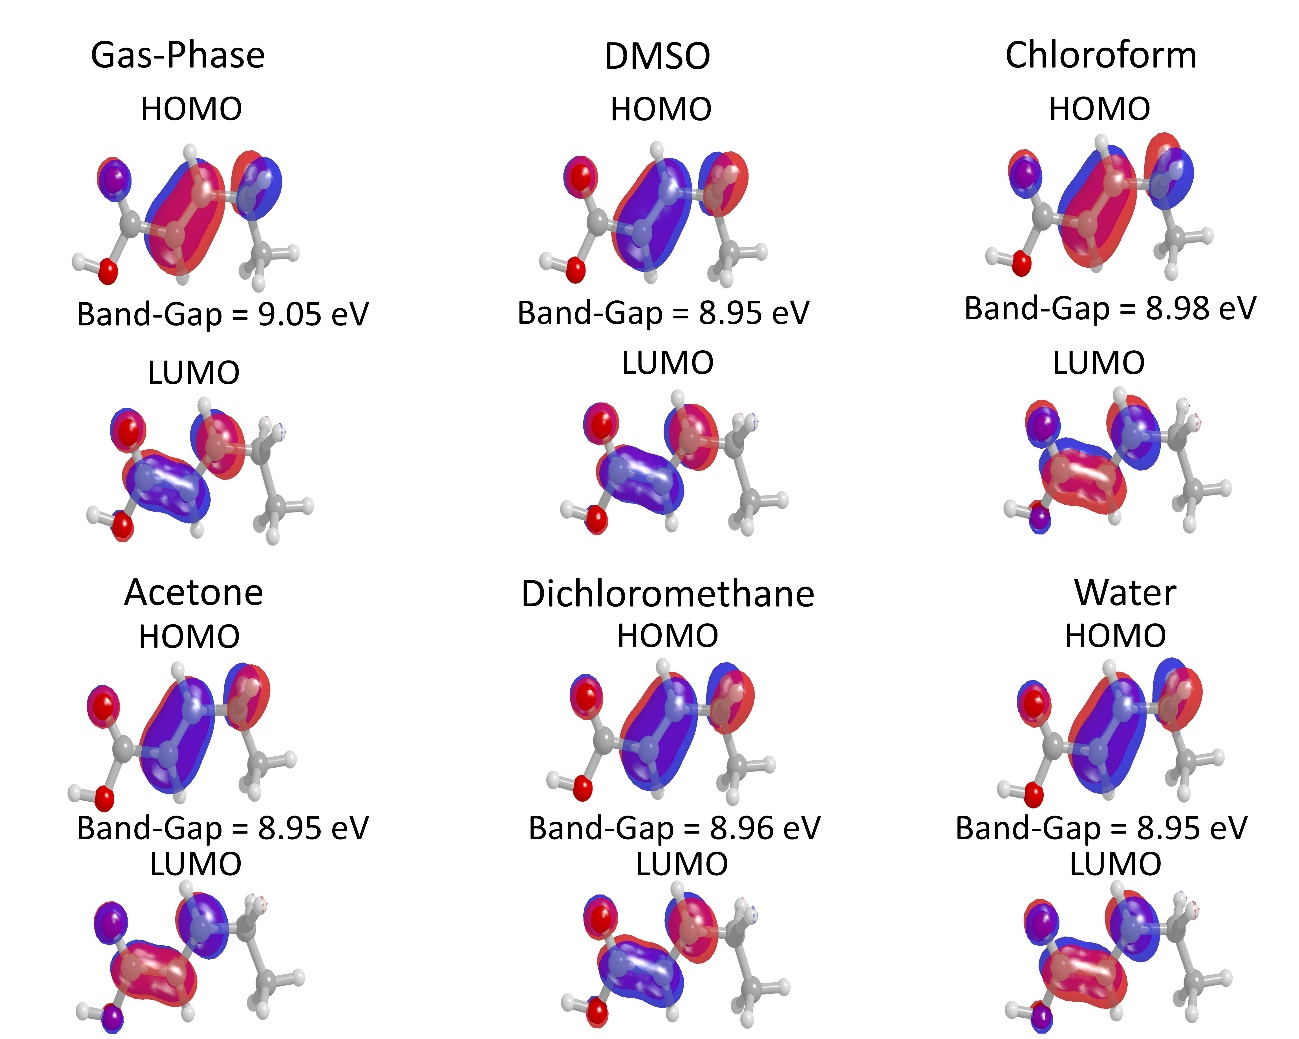 Gas-Phase
HOMO
Band-Gap = 9.05 eV
LUMO
DMSO
HOMO
Band-Gap = 8.95 eV
LUMO
Chloroform
HOMO
Band-Gap = 8.98 eV
LUMO
Acetone
HOMO
Band-Gap = 8.95 eV
LUMO
Dichloromethane
HOMO
Band-Gap = 8.96 eV
LUMO
Water
HOMO
Band-Gap = 8.95 eV
LUMO